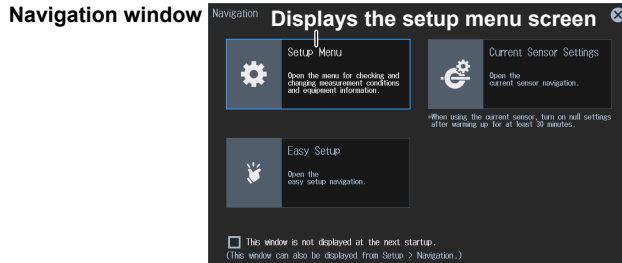 Navigation window
Navigation
Displays the setup menu screen
Setup Menu
Open the menu for checking and
changing measurement conditions
and equipment information.
Current Sensor Settings
Open the
current sensor navigation.
*When using the current sensor, turn on null settings
after warming up for at least 30 minutes.
Easy Setup
Open the
easy setup navigation.
This window is not displayed at the next startup.
(This window can also be displayed from Setup > Navigation.)